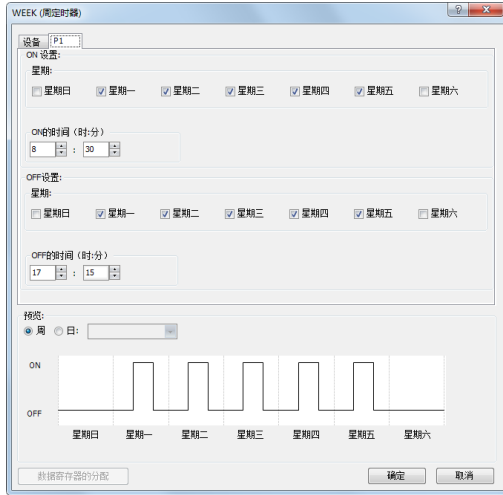 WEEK (周定时器)
设备 P1
ON 设置:
星期:
星期日 星期一 星期二 星期三 星期四 星期五 星期六
ON的时间 (时:分)
8 : 30
OFF设置:
星期:
星期日 星期一 星期二 星期三 星期四 星期五 星期六
OFF的时间 (时:分)
17 : 15
预览:
周 日:
ON
OFF
星期日 星期一 星期二 星期三 星期四 星期五 星期六
数据寄存器的分配 确定 取消